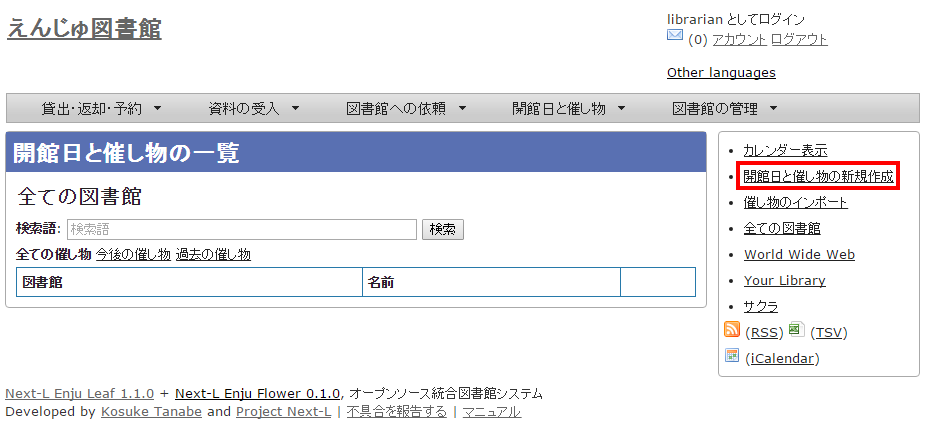 えんじゅ図書館
librarian としてログイン
(0) アカウント ログアウト
Other languages
貸出・返却・予約 ▼ 資料の受入 ▼ 図書館への依頼 ▼ 開館日と催し物 ▼ 図書館の管理 ▼
開館日と催し物の一覧
全ての図書館
検索語: 検索語 検索
全ての催し物 今後の催し物 過去の催し物
図書館 名前
• カレンダー表示
• 開館日と催し物の新規作成
• 催し物のインポート
• 全ての図書館
• World Wide Web
• Your Library
• サクラ
(RSS) (TSV)
(iCalendar)
Next-L Enju Leaf 1.1.0 + Next-L Enju Flower 0.1.0, オープンソース統合図書館システム
Developed by Kosuke Tanabe and Project Next-L | 不具合を報告する | マニュアル